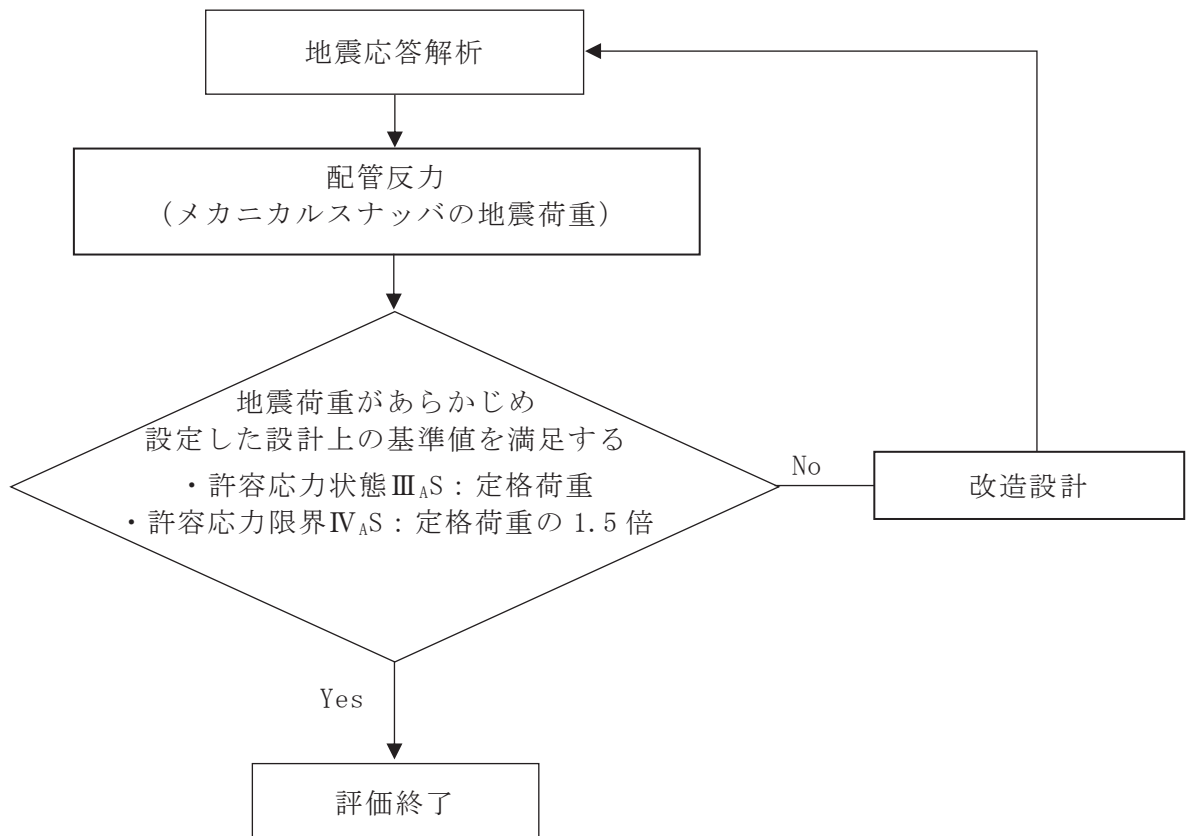 地震応答解析
配管反力
（メカニカルスナッバの地震荷重）
地震荷重があらかじめ
設定した設計上の基準値を満足する
・許容応力状態ⅢAS：定格荷重
・許容応力限界ⅣAS：定格荷重の 1.5 倍
No
改造設計
Yes
評価終了